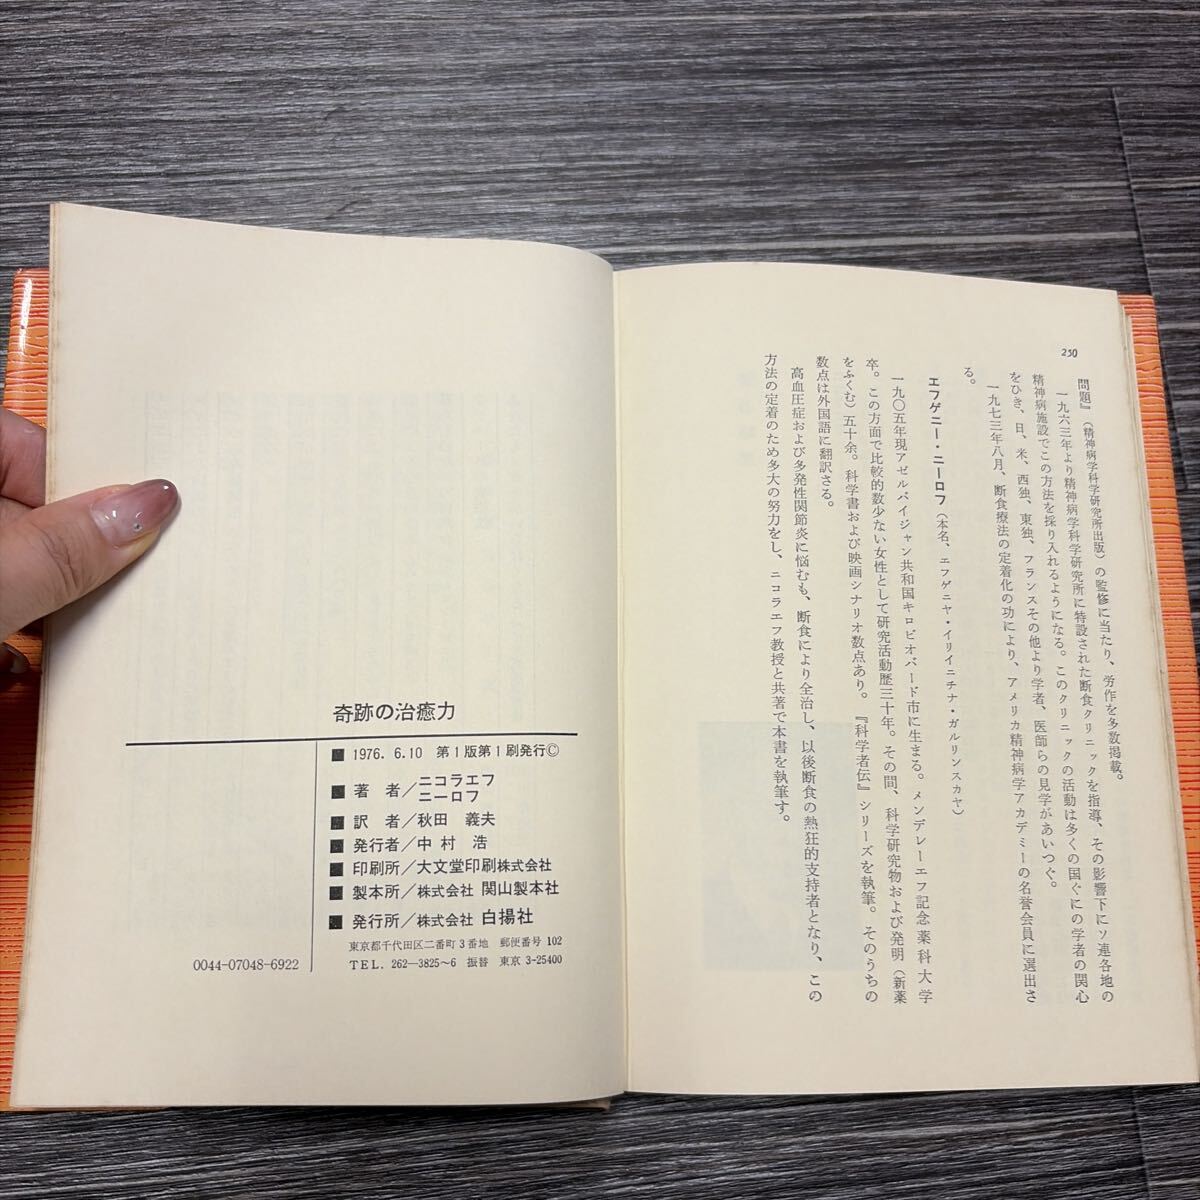 250
問題』(精神病学科学研究所出版)の監修に当たり、労作を多数掲載。
一九六三年より精神病学科学研究所に特設された断食クリニックを指導、その影響下にソ連各地の
精神病施設でこの方法を採り入れるようになる。このクリニックの活動は多くの国ぐにの学者の関心
をひき、日、米、西独、東独、フランスその他より学者、医師らの見学があいつぐ。
一九七三年八月、断食療法の定着化の功により、アメリカ精神病学アカデミーの名誉会員に選出さ
る。
エフゲニー・ニーロフ(本名、エフゲニヤ・イリイニチナ・ガルリンスカヤ)
一九〇五年現アゼルバイジャン共和国キロビオバード市に生まる。メンデレーエフ記念薬科大学
卒。この方面で比較的数少ない女性として研究活動歴三十年。その間、科学研究物および発明(新薬
をふくむ)五十余。科学書および映画シナリオ数点あり。『科学者伝』シリーズを執筆。そのうちの
数点は外国語に翻訳さる。
高血圧症および多発性関節炎に悩むも、断食により全治し、以後断食の熱狂的支持者となり、この
方法の定着のため多大の努力をし、ニコラエフ教授と共著で本書を執筆す。
奇跡の治癒力
■ 1976. 6.10 第1版第1刷発行Ⓒ
■ 著 者/ニコラエフ
ニーロフ
■ 訳 者/秋田 義夫
■ 発行者/中村 浩
■ 印刷所/大文堂印刷株式会社
■ 製本所/株式会社 関山製本社
■ 発行所/株式会社 白揚社
東京都千代田区二番町3番地 郵便番号 102
TEL. 262—3825~6 振替 東京 3-25400
0044-07048-6922